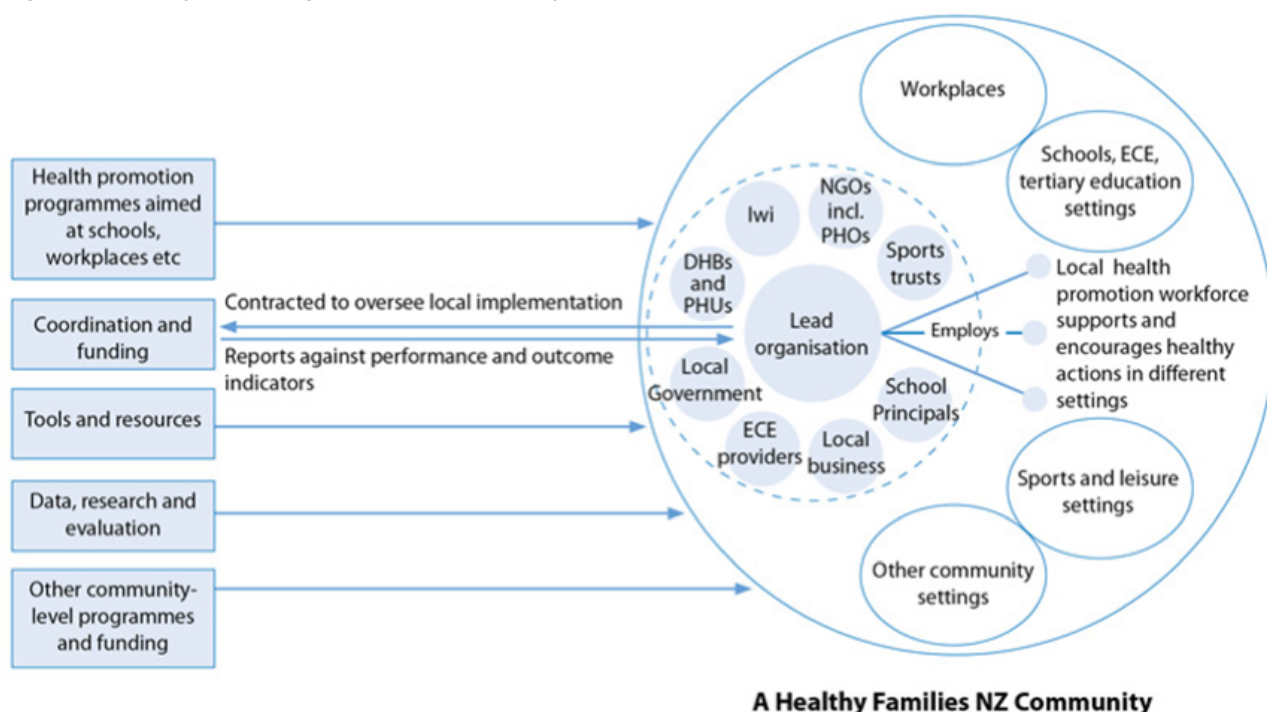 Health promotion
programmes aimed
at schools,
workplaces etc
Coordination and
funding
Tools and resources
Data, research and
evaluation
Other community-
level programmes
and funding
Contracted to oversee local implementation
Reports against performance and outcome
indicators
Iwi
NGOs
incl.
PHOs
Sports
trusts
DHBs
and
PHUs
Lead
organisation
Local
Government
ECE
providers
Local
business
School
Principals
Employs
Workplaces
Schools, ECE,
tertiary education
settings
Local health
promotion workforce
supports and
encourages healthy
actions in different
settings
Sports and leisure
settings
Other community
settings
A Healthy Families NZ Community